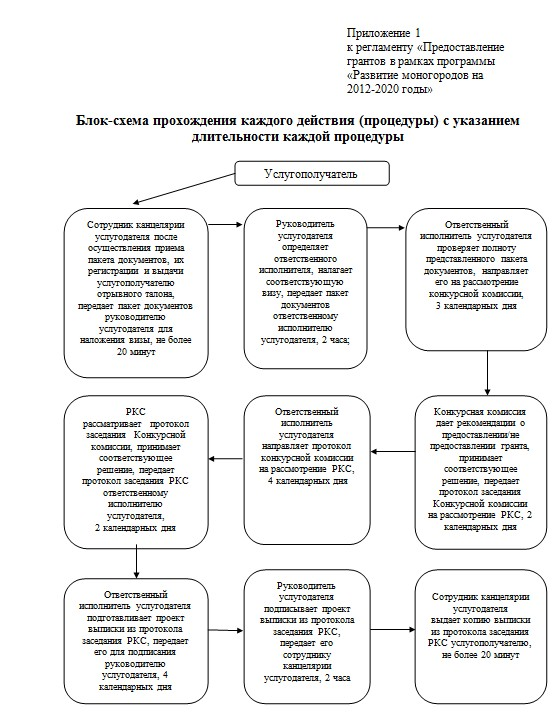 Приложение 1
к регламенту «Предоставление
грантов в рамках программы
«Развитие моногородов на
2012-2020 годы»
Блок-схема прохождения каждого действия (процедуры) с указанием
длительности каждой процедуры
Услугополучатель
Сотрудник канцелярии
услугодателя после
осуществления приема
пакета документов, их
регистрации и выдачи
услугополучателю
отрывного талона,
передает пакет документов
руководителю
услугодателя для
наложения визы, не более
20 минут
Руководитель
услугодателя
определяет
ответственного
исполнителя, налагает
соответствующую
визу, передает пакет
документов
ответственному
исполнителю
услугодателя, 2 часа;
Ответственный
исполнитель услугодателя
проверяет полноту
представленного пакета
документов, направляет
его на рассмотрение
конкурсной комиссии,
3 календарных дня
РКС
рассматривает протокол
заседания Конкурсной
комиссии, принимает
соответствующее
решение, передает
протокол заседания РКС
ответственному
исполнителю
услугодателя,
2 календарных дня
Ответственный
исполнитель
услугодателя
направляет протокол
конкурсной комиссии
на рассмотрение РКС,
4 календарных дня
Конкурсная комиссия
дает рекомендации о
предоставлении/не
предоставлении гранта,
принимает
соответствующее
решение, передает
протокол заседания
Конкурсной комиссии
на рассмотрение РКС, 2
календарных дня
Ответственный
исполнитель услугодателя
подготавливает проект
выписки из протокола
заседания РКС, передает
его для подписания
руководителю
услугодателя, 4
календарных дня
Руководитель
услугодателя
подписывает проект
выписки из протокола
заседания РКС,
передает его
сотруднику
канцелярии
услугодателя, 2 часа
Сотрудник канцелярии
услугодателя
выдает копию выписки
из протокола заседания
РКС услугополучателю,
не более 20 минут